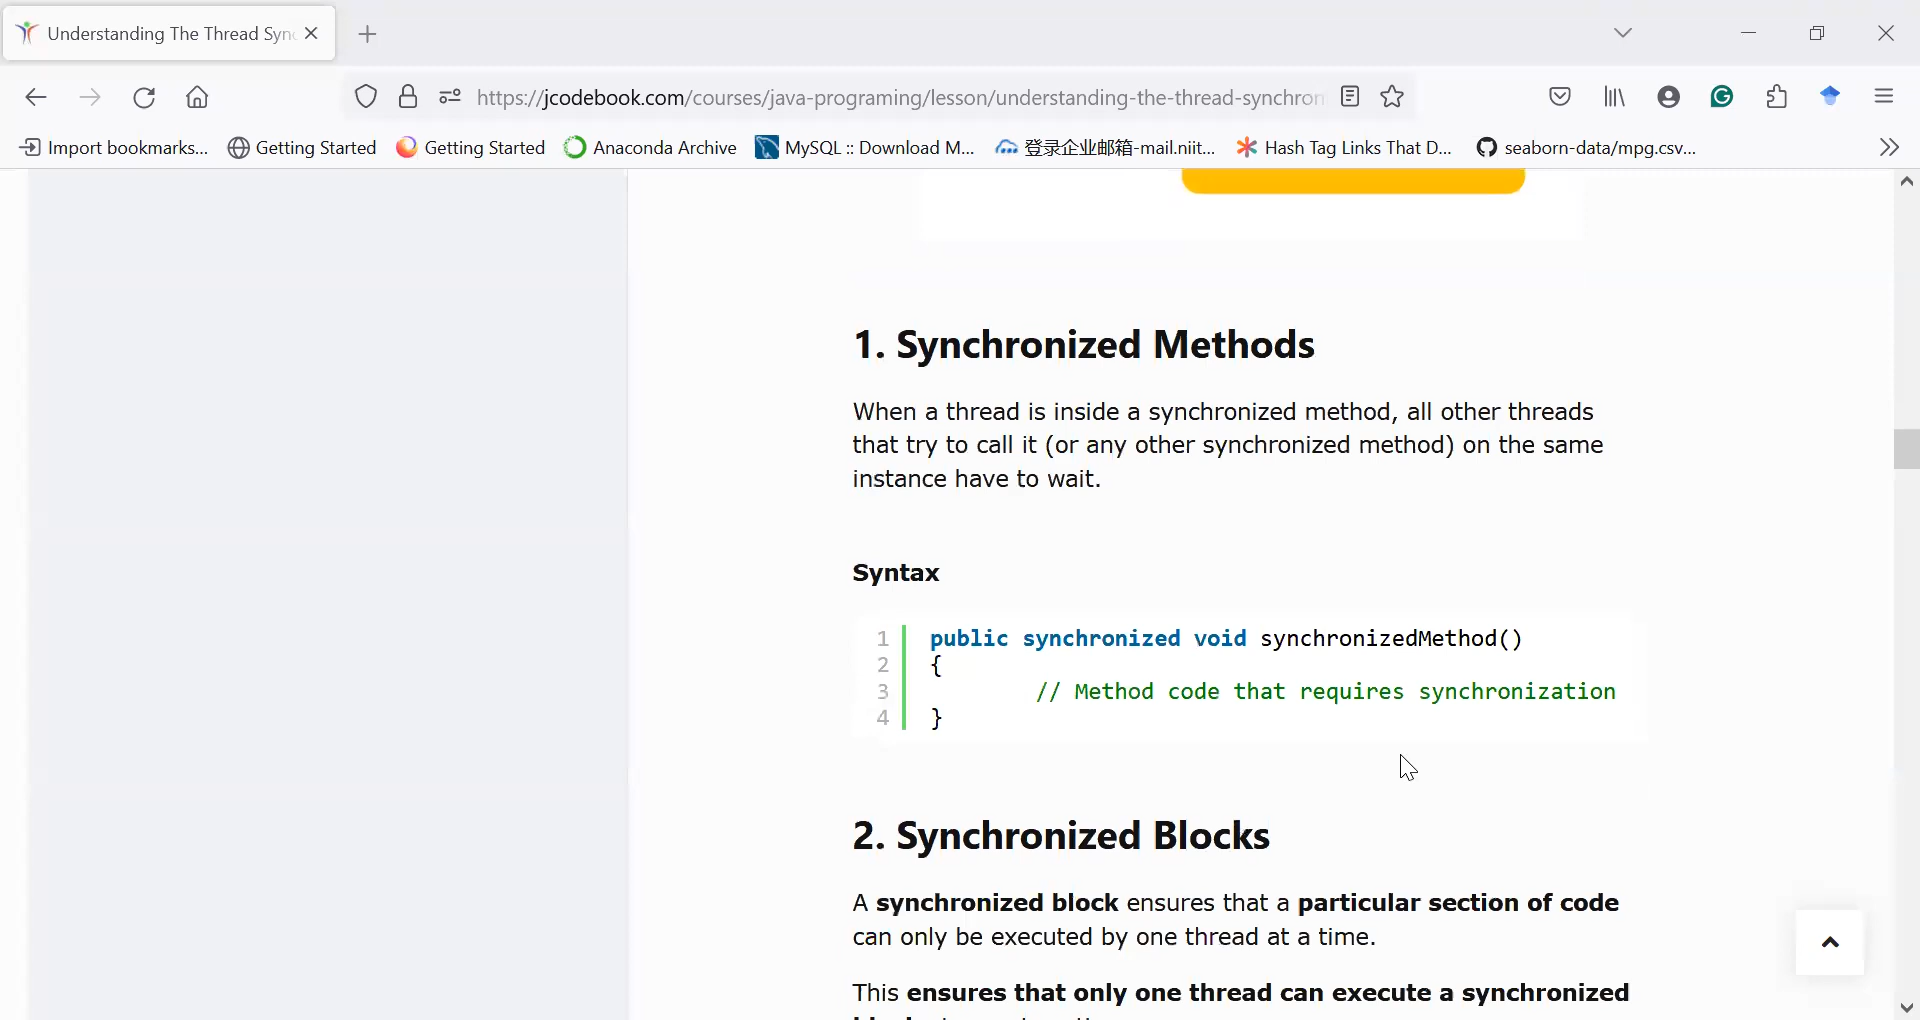 Understanding The Thread Syn
https://jcodebook.com/courses/java-programing/lesson/understanding-the-thread-synchron
Import bookmarks... Getting Started Getting Started Anaconda Archive MySQL :: Download M... 登录企业邮箱-mail.niit... Hash Tag Links That D... seaborn-data/mpg.csv...
1. Synchronized Methods
When a thread is inside a synchronized method, all other threads
that try to call it (or any other synchronized method) on the same
instance have to wait.
Syntax
1 public synchronized void synchronizedMethod()
2 {
3 // Method code that requires synchronization
4 }
2. Synchronized Blocks
A synchronized block ensures that a particular section of code
can only be executed by one thread at a time.
This ensures that only one thread can execute a synchronized